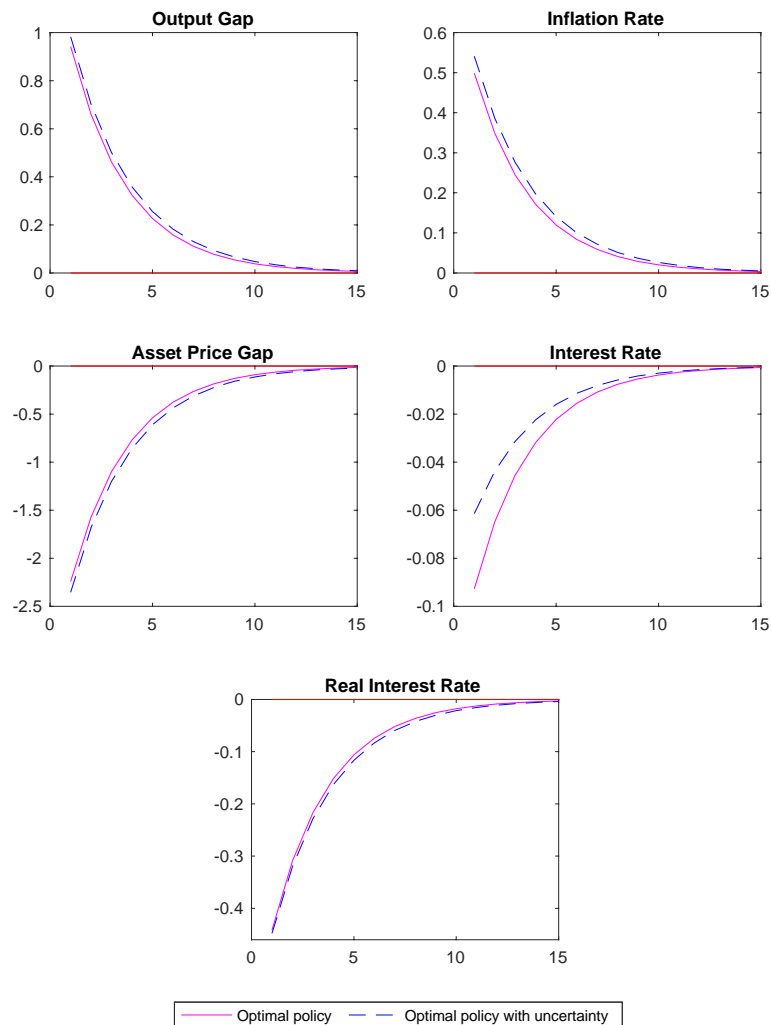 Output Gap
1
0.8
0.6
0.4
0.2
0
0 5 10 15
Inflation Rate
0.6
0.5
0.4
0.3
0.2
0.1
0
0 5 10 15
Asset Price Gap
0
-0.5
-1
-1.5
-2
-2.5
0 5 10 15
Interest Rate
0
-0.02
-0.04
-0.06
-0.08
-0.1
0 5 10 15
Real Interest Rate
0
-0.1
-0.2
-0.3
-0.4
0 5 10 15
Optimal policy Optimal policy with uncertainty